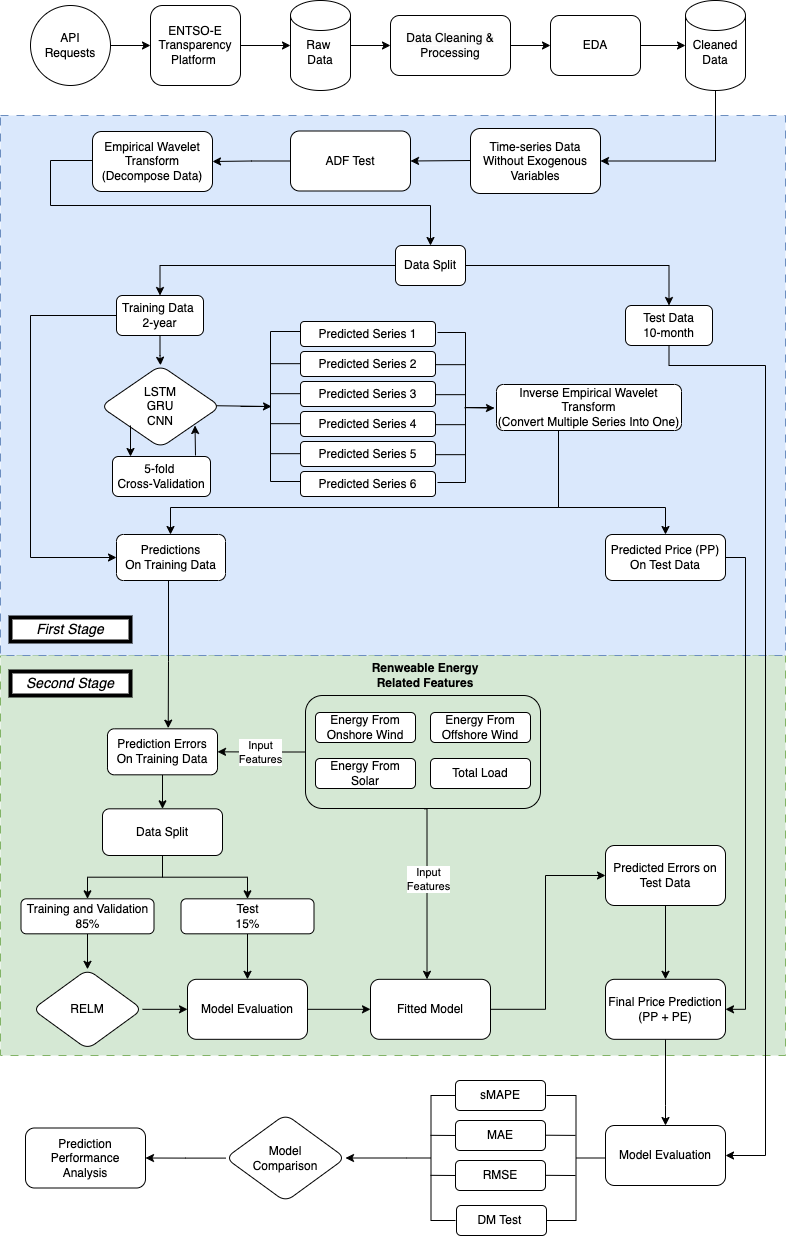 API
Requests
ENTSO-E
Transparency
Platform
Raw
Data
Data Cleaning &
Processing
EDA
Cleaned
Data
Empirical Wavelet
Transform
(Decompose Data)
ADF Test
Time-series Data
Without Exogenous
Variables
Data Split
Training Data
2-year
Test Data
10-month
LSTM
GRU
CNN
5-fold
Cross-Validation
Predicted Series 1
Predicted Series 2
Predicted Series 3
Predicted Series 4
Predicted Series 5
Predicted Series 6
Inverse Empirical Wavelet
Transform
(Convert Multiple Series Into One)
Predictions
On Training Data
Predicted Price (PP)
On Test Data
First Stage
Second Stage
Renweable Energy
Related Features
Energy From
Onshore Wind
Energy From
Offshore Wind
Energy From
Solar
Total Load
Prediction Errors
On Training Data
Input
Features
Data Split
Input
Features
Training and Validation
85%
Test
15%
Predicted Errors on
Test Data
RELM
Model Evaluation
Fitted Model
Final Price Prediction
(PP + PE)
sMAPE
MAE
RMSE
DM Test
Model Evaluation
Model
Comparison
Prediction
Performance
Analysis